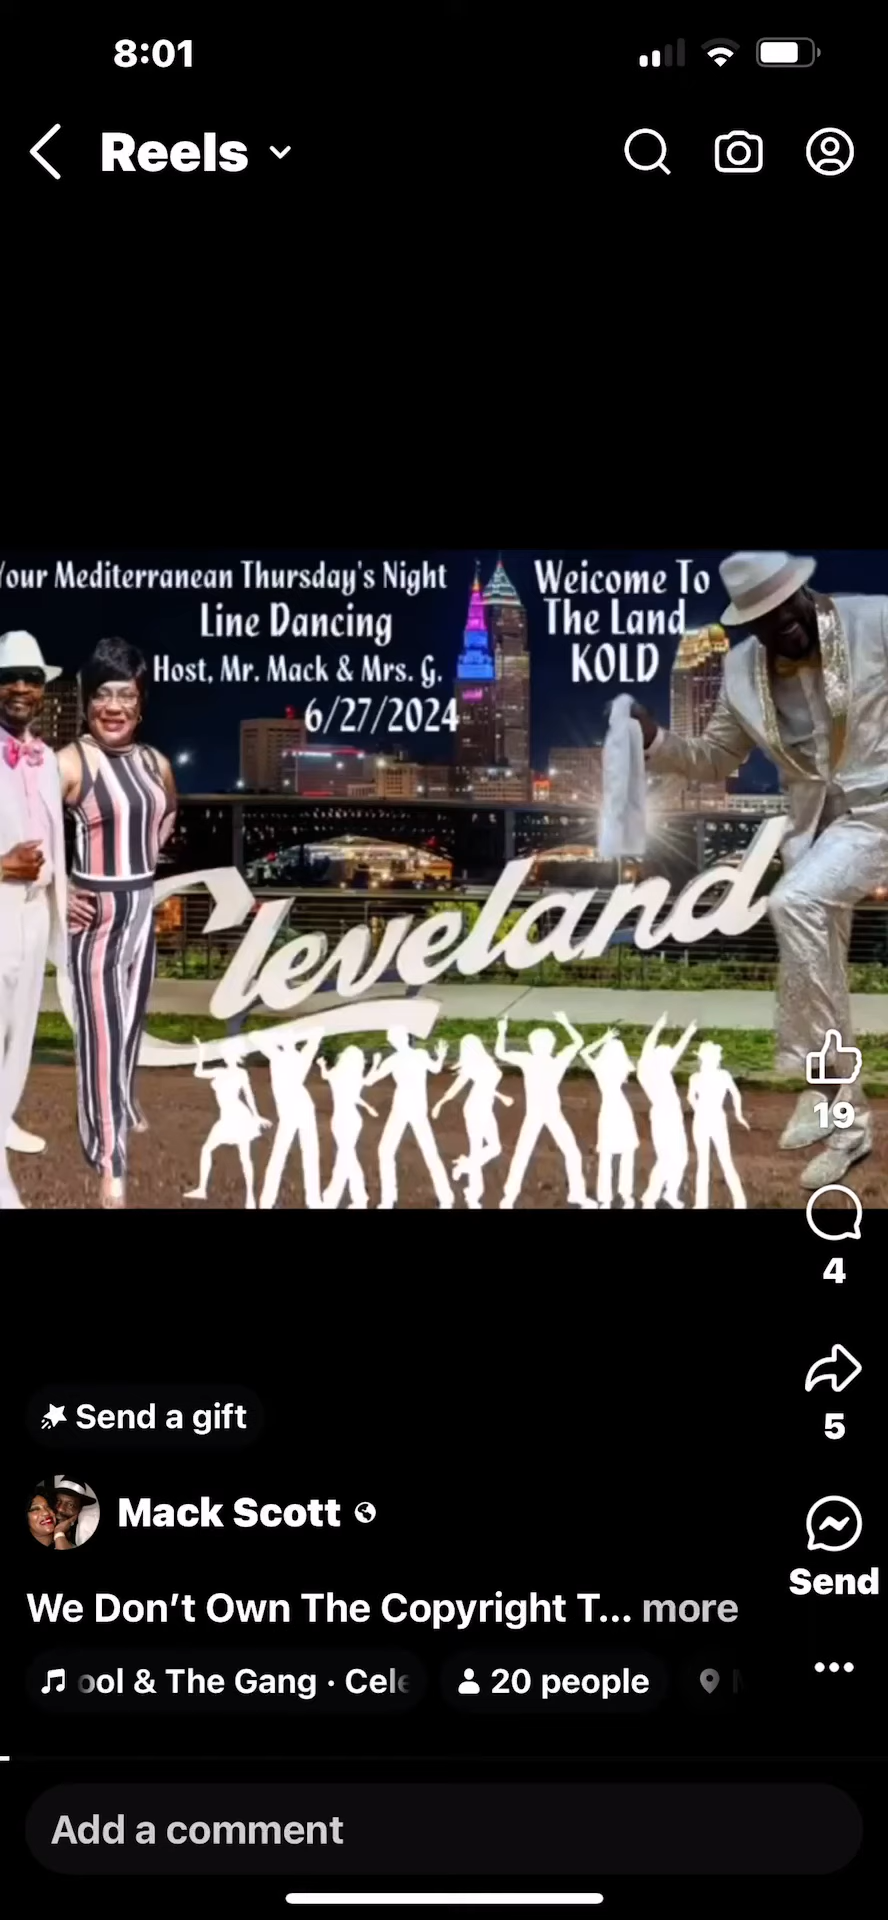 8:01
Reels
our Mediterranean Thursday's Night
Line Dancing
Host, Mr. Mack & Mrs. G.
6/27/2024
Weicome To
The Land
KOLD
Cleveland
19
4
5
Send
Send a gift
Mack Scott
We Don't Own The Copyright T... more
ool & The Gang · Cele
20 people
Add a comment